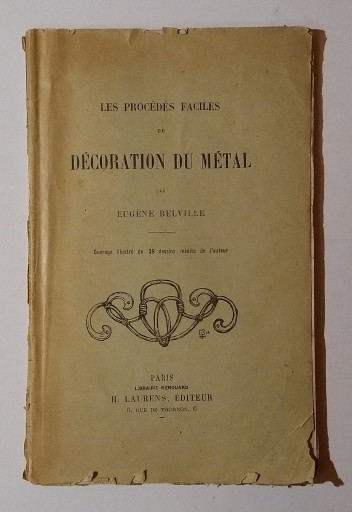 LES PROCÉDÉS FACILES
DE
DÉCORATION DU MÉTAL
PAR
EUGÈNE BELVILLE
Ouvrage illustré de 38 dessins inédits de l'auteur
PARIS
LIBRAIRIE RENOUARD
H. LAURENS, ÉDITEUR
6, RUE DE TOURNON, 6